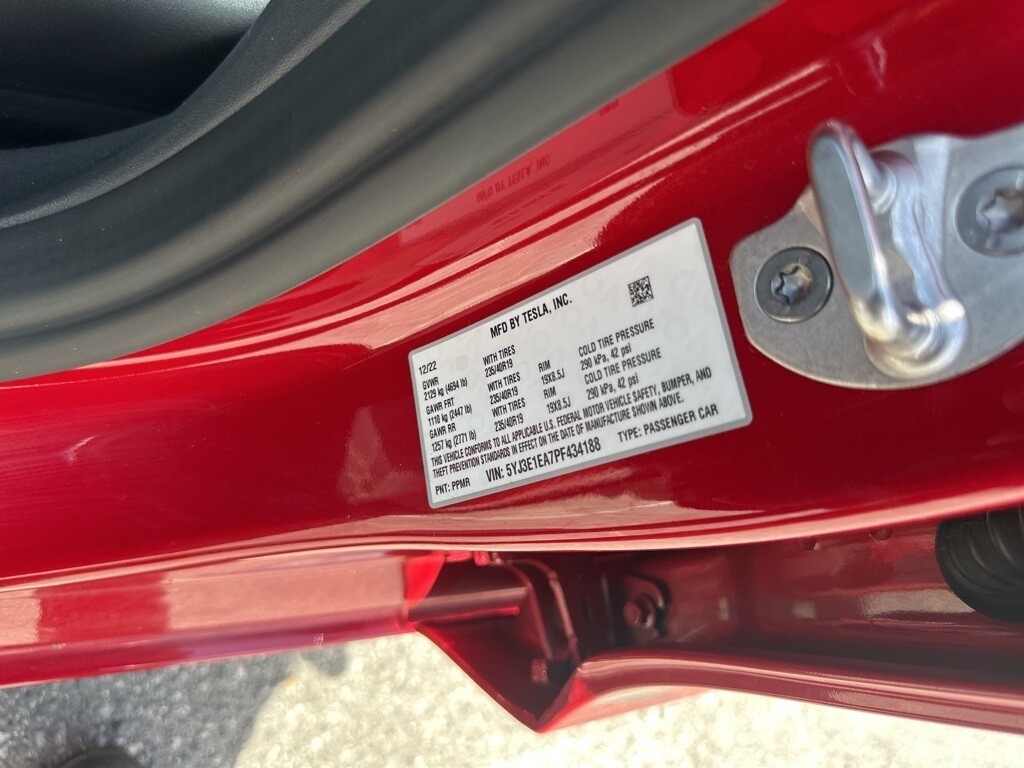 MFD BY TESLA, INC.
12/22
GVWR WITH TIRES RIM COLD TIRE PRESSURE
2129 kg (4694 lb) 235/40R19 19X8.5J 290 kPa, 42 psi
GAWR FRT WITH TIRES RIM COLD TIRE PRESSURE
1110 kg (2447 lb) 235/40R19 19X8.5J 290 kPa, 42 psi
GAWR RR WITH TIRES
1257 kg (2771 lb) 235/40R19
THIS VEHICLE CONFORMS TO ALL APPLICABLE U.S. FEDERAL MOTOR VEHICLE SAFETY, BUMPER, AND
THEFT PREVENTION STANDARDS IN EFFECT ON THE DATE OF MANUFACTURE SHOWN ABOVE.
PNT: PPMR VIN: 5YJ3E1EA7PF434188 TYPE: PASSENGER CAR